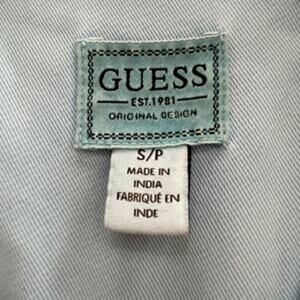 GUESS
EST.1981
ORIGINAL DESIGN
S/P
MADE IN
INDIA
FABRIQUÉ EN
INDE